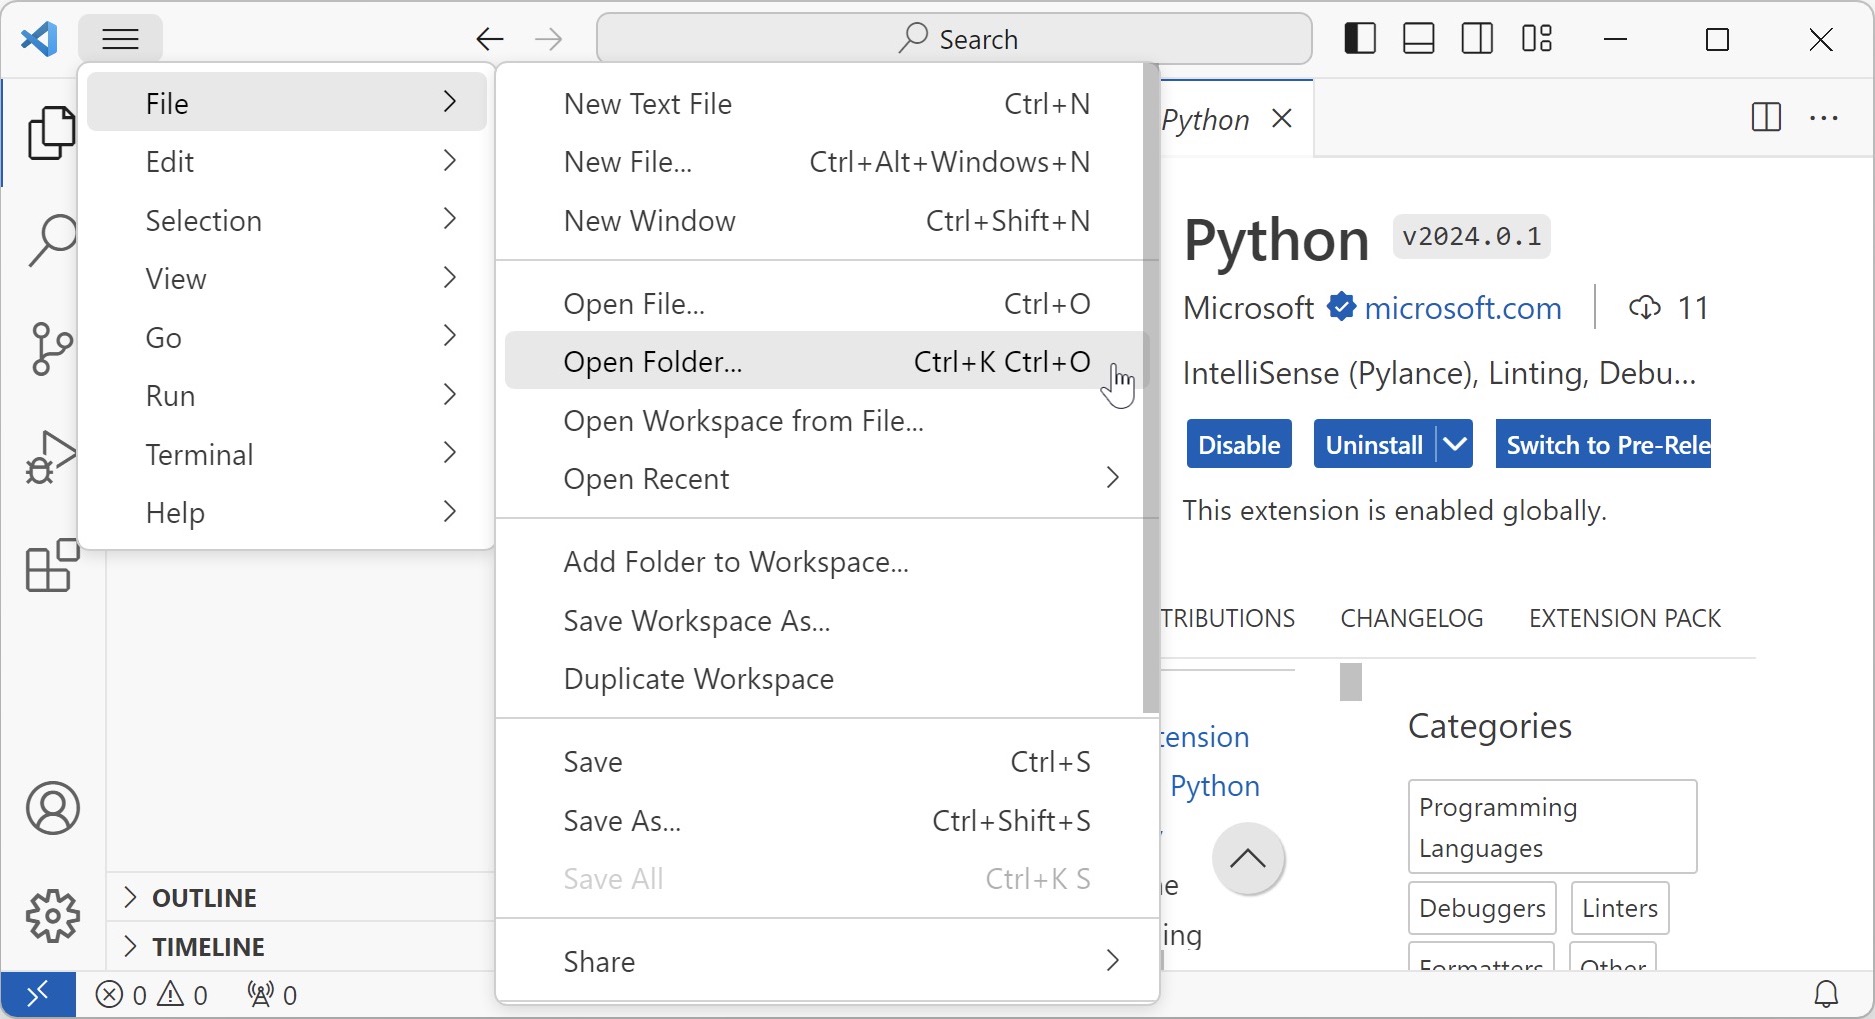 Search
File
Edit
Selection
View
Go
Run
Terminal
Help
New Text File Ctrl+N
New File... Ctrl+Alt+Windows+N
New Window Ctrl+Shift+N
Open File... Ctrl+O
Open Folder... Ctrl+K Ctrl+O
Open Workspace from File...
Open Recent
Add Folder to Workspace...
Save Workspace As...
Duplicate Workspace
Save Ctrl+S
Save As... Ctrl+Shift+S
Save All Ctrl+K S
Share
Python
Python v2024.0.1
Microsoft microsoft.com 11
IntelliSense (Pylance), Linting, Debu...
Disable Uninstall Switch to Pre-Rele
This extension is enabled globally.
TRIBUTIONS CHANGELOG EXTENSION PACK
tension
Python
ing
Categories
Programming
Languages
Debuggers Linters
Formatters Other
OUTLINE
TIMELINE
0 0 0